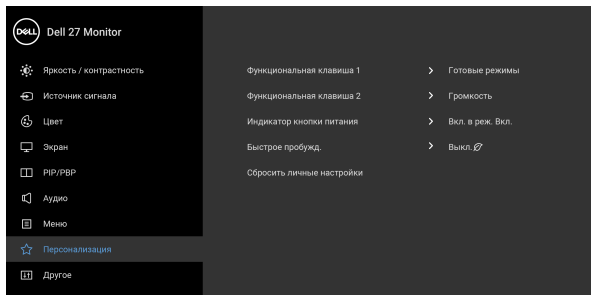 DELL Dell 27 Monitor
Яркость / контрастность
Функциональная клавиша 1 Готовые режимы
Источник сигнала
Функциональная клавиша 2 Громкость
Цвет
Индикатор кнопки питания Вкл. в реж. Вкл.
Экран
Быстрое пробужд. Выкл.
PIP/PBP
Сбросить личные настройки
Аудио
Меню
Персонализация
Другое